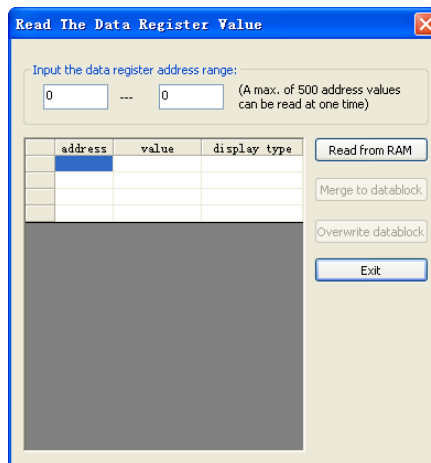 Read The Data Register Value
Input the data register address range:
0 --- 0 (A max. of 500 address values
can be read at one time)
address value display type
Read from RAM
Merge to datablock
Overwrite datablock
Exit